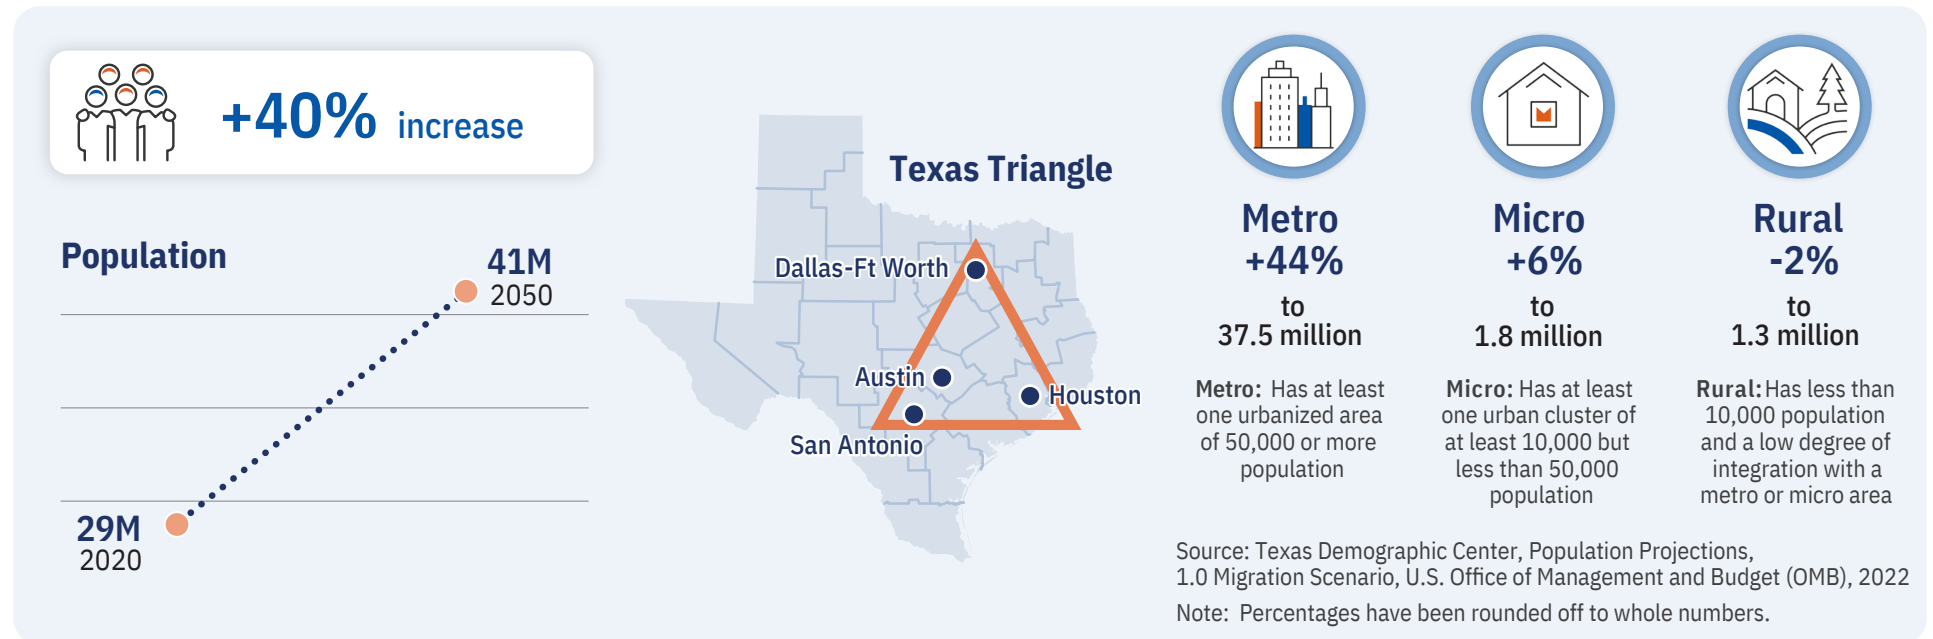 +40% increase
Population
41M
2050
29M
2020
Texas Triangle
Dallas-Ft Worth
Austin
Houston
San Antonio
Metro
+44%
to
37.5 million
Metro: Has at least
one urbanized area
of 50,000 or more
population
Micro
+6%
to
1.8 million
Micro: Has at least
one urban cluster of
at least 10,000 but
less than 50,000
population
Rural
-2%
to
1.3 million
Rural: Has less than
10,000 population
and a low degree of
integration with a
metro or micro area
Source: Texas Demographic Center, Population Projections,
1.0 Migration Scenario, U.S. Office of Management and Budget (OMB), 2022
Note: Percentages have been rounded off to whole numbers.